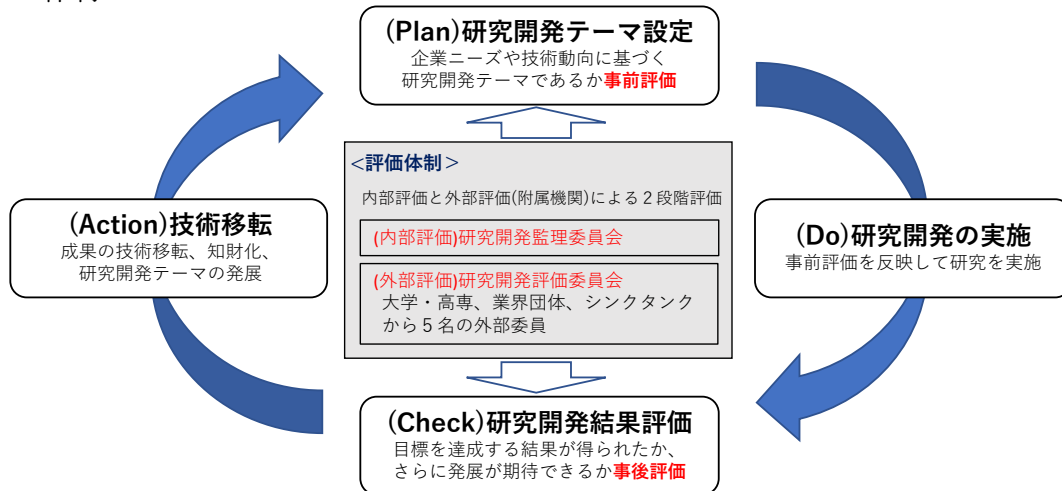 (Plan)研究開発テーマ設定
企業ニーズや技術動向に基づく
研究開発テーマであるか事前評価
<評価体制>
内部評価と外部評価(附属機関)による２段階評価
(内部評価)研究開発監理委員会
(外部評価)研究開発評価委員会
大学・高専、業界団体、シンクタンク
から５名の外部委員
(Action)技術移転
成果の技術移転、知財化、
研究開発テーマの発展
(Do)研究開発の実施
事前評価を反映して研究を実施
(Check)研究開発結果評価
目標を達成する結果が得られたか、
さらに発展が期待できるか事後評価